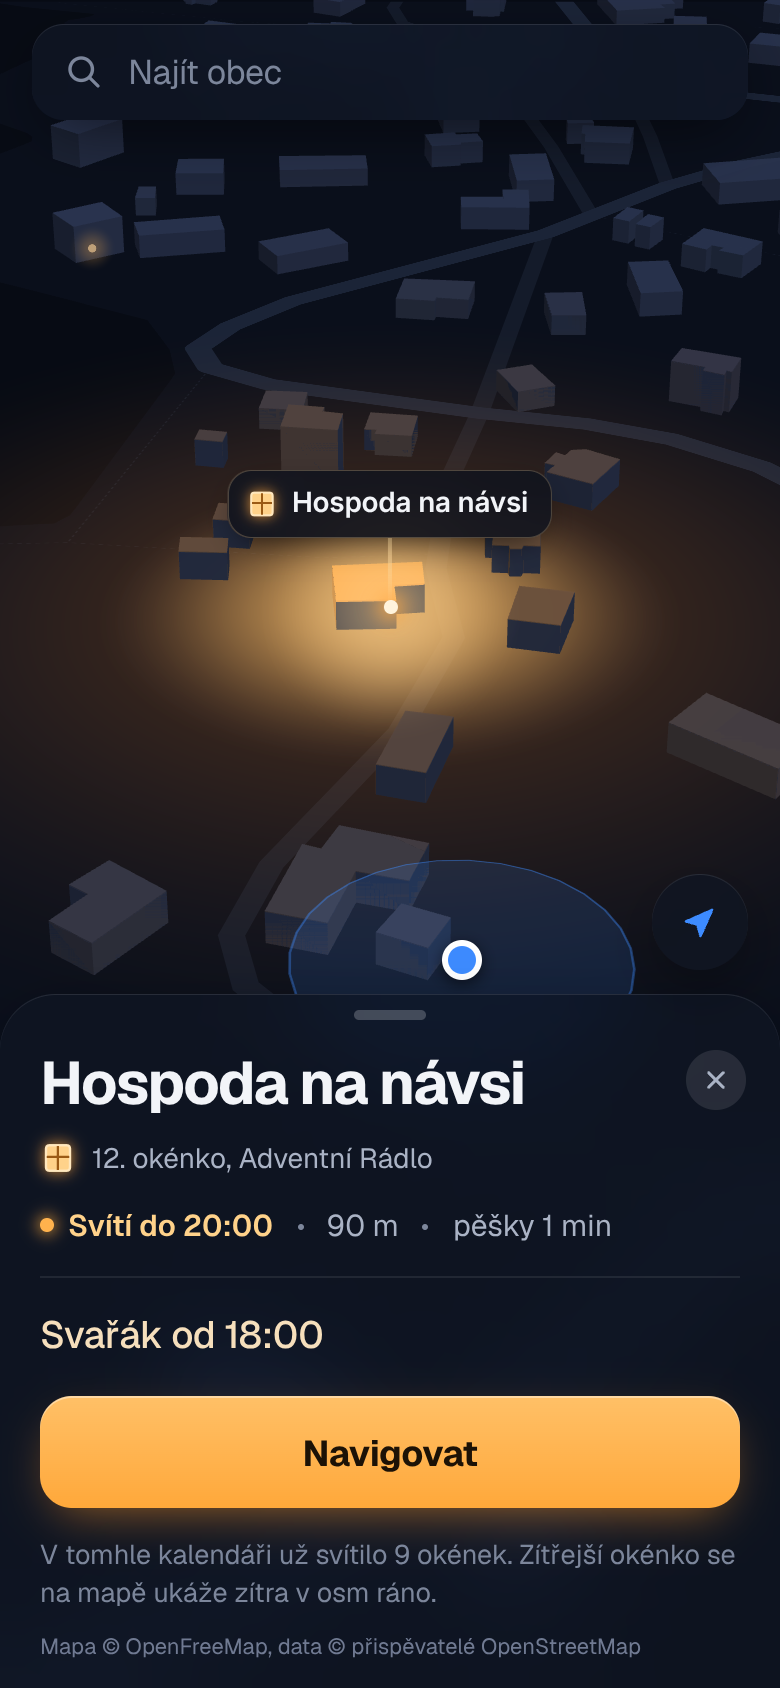 Najít obec
Hospoda na návsi
Hospoda na návsi
12. okénko, Adventní Rádlo
Svítí do 20:00 • 90 m • pěšky 1 min
Svařák od 18:00
Navigovat
V tomhle kalendáři už svítilo 9 okének. Zítřejší okénko se
na mapě ukáže zítra v osm ráno.
Mapa © OpenFreeMap, data © přispěvatelé OpenStreetMap